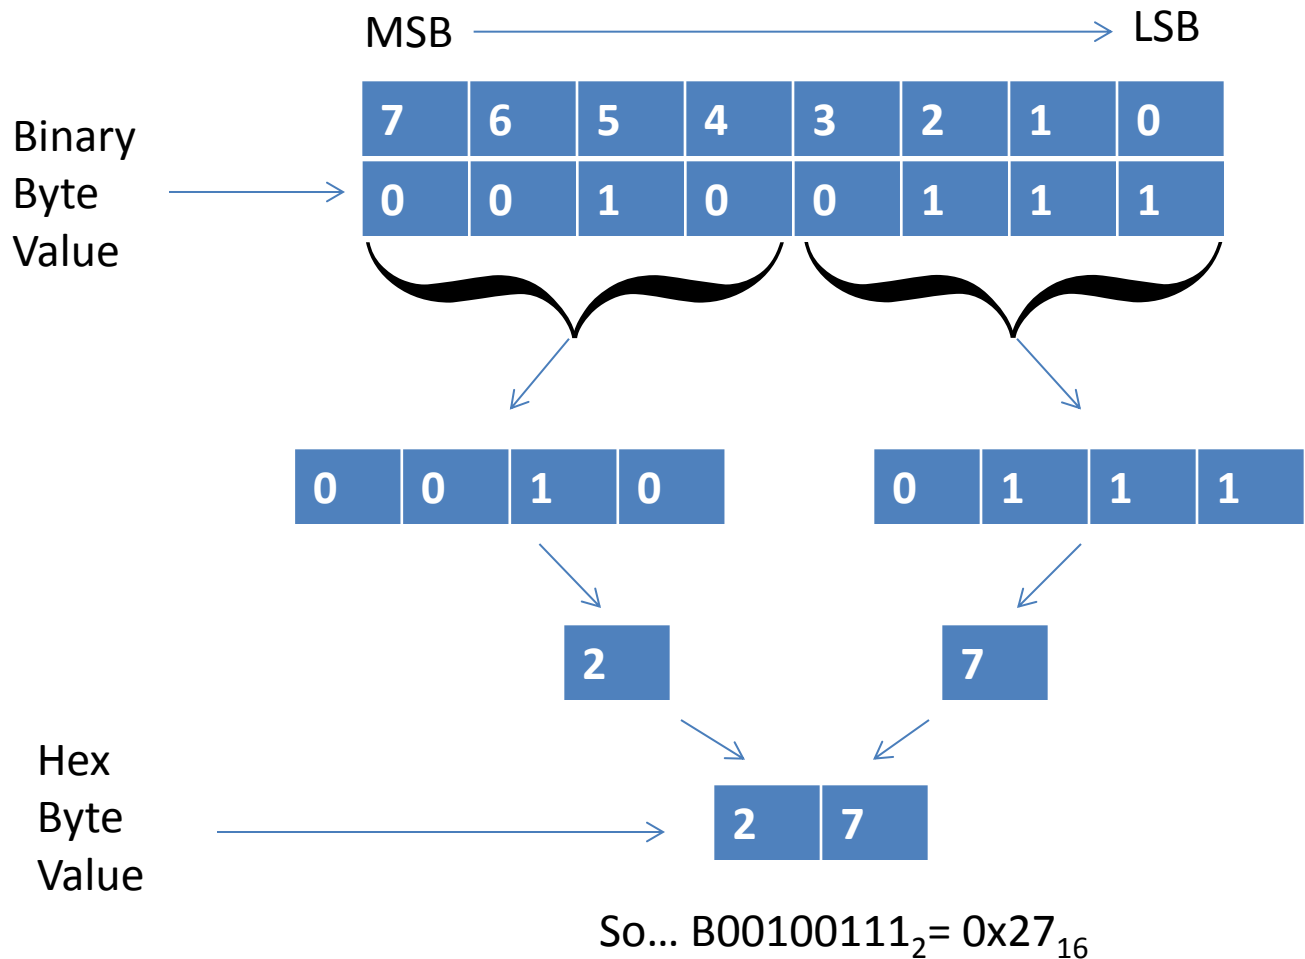 MSB LSB
7 6 5 4 3 2 1 0
Binary
Byte
Value
0 0 1 0 0 1 1 1
0 0 1 0 0 1 1 1
2 7
Hex
Byte
Value
2 7
So... B00100111₂= 0x27₁₆